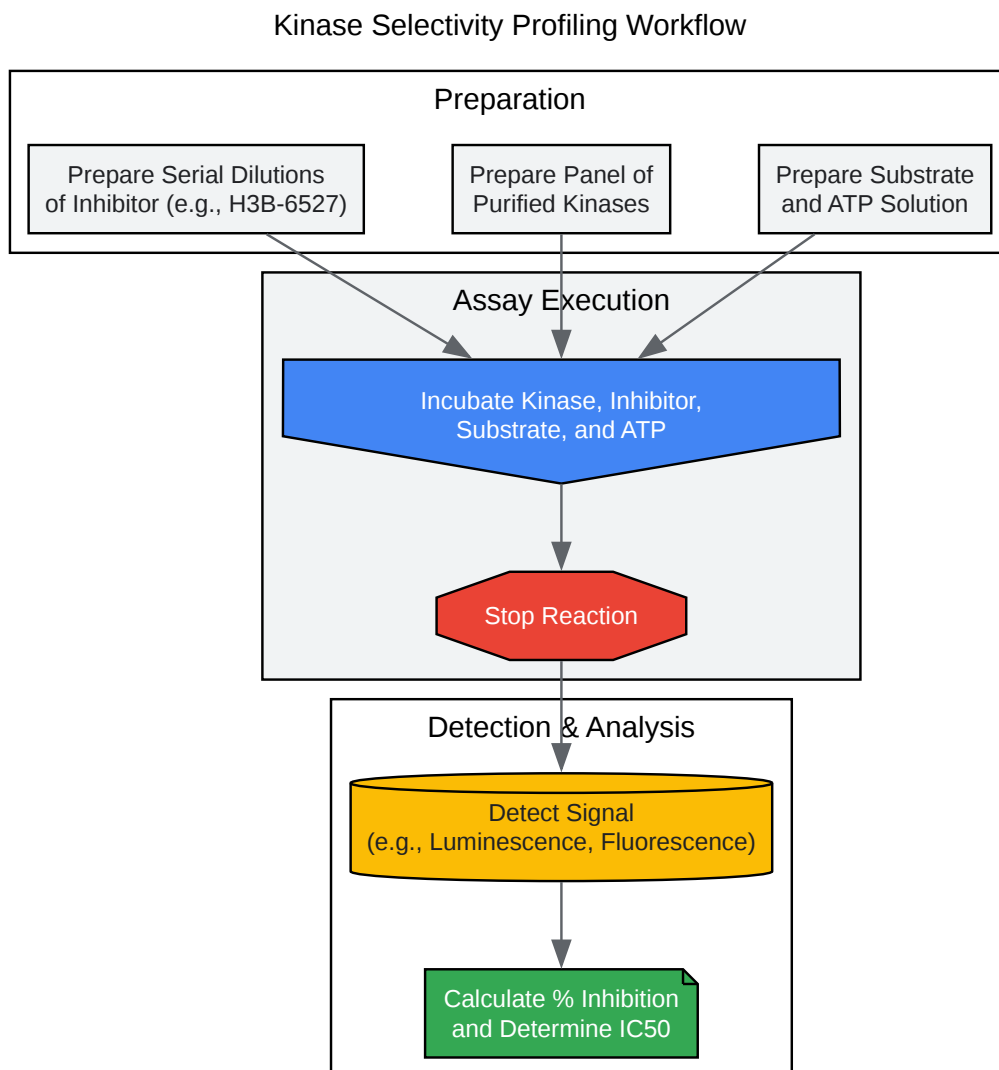 Kinase Selectivity Profiling Workflow
Preparation
Prepare Serial Dilutions
of Inhibitor (e.g., H3B-6527)
Prepare Panel of
Purified Kinases
Prepare Substrate
and ATP Solution
Assay Execution
Incubate Kinase, Inhibitor,
Substrate, and ATP
Stop Reaction
Detection & Analysis
Detect Signal
(e.g., Luminescence, Fluorescence)
Calculate % Inhibition
and Determine IC50